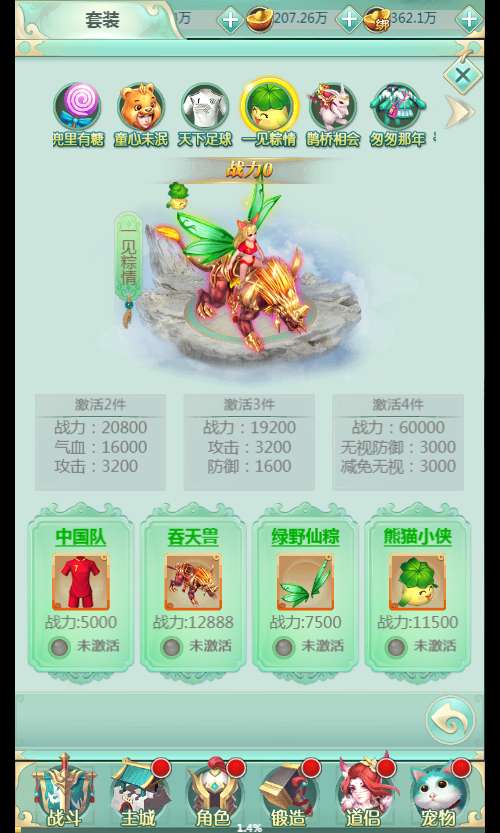 套装
万
207.26万
绑
362.1万
兜里有糖 童心未泯 天下足球 一见粽情 鹊桥相会 匆匆那年
战力0
一见粽情
激活2件 激活3件 激活4件
战力：20800 战力：19200 战力：60000
气血：16000 攻击：3200 无视防御：3000
攻击：3200 防御：1600 减免无视：3000
中国队 吞天兽 绿野仙粽 熊猫小侠
战力:5000 战力:12888 战力:7500 战力:11500
未激活 未激活 未激活 未激活
战斗 主城 角色 锻造 道侣 宠物
1.4%